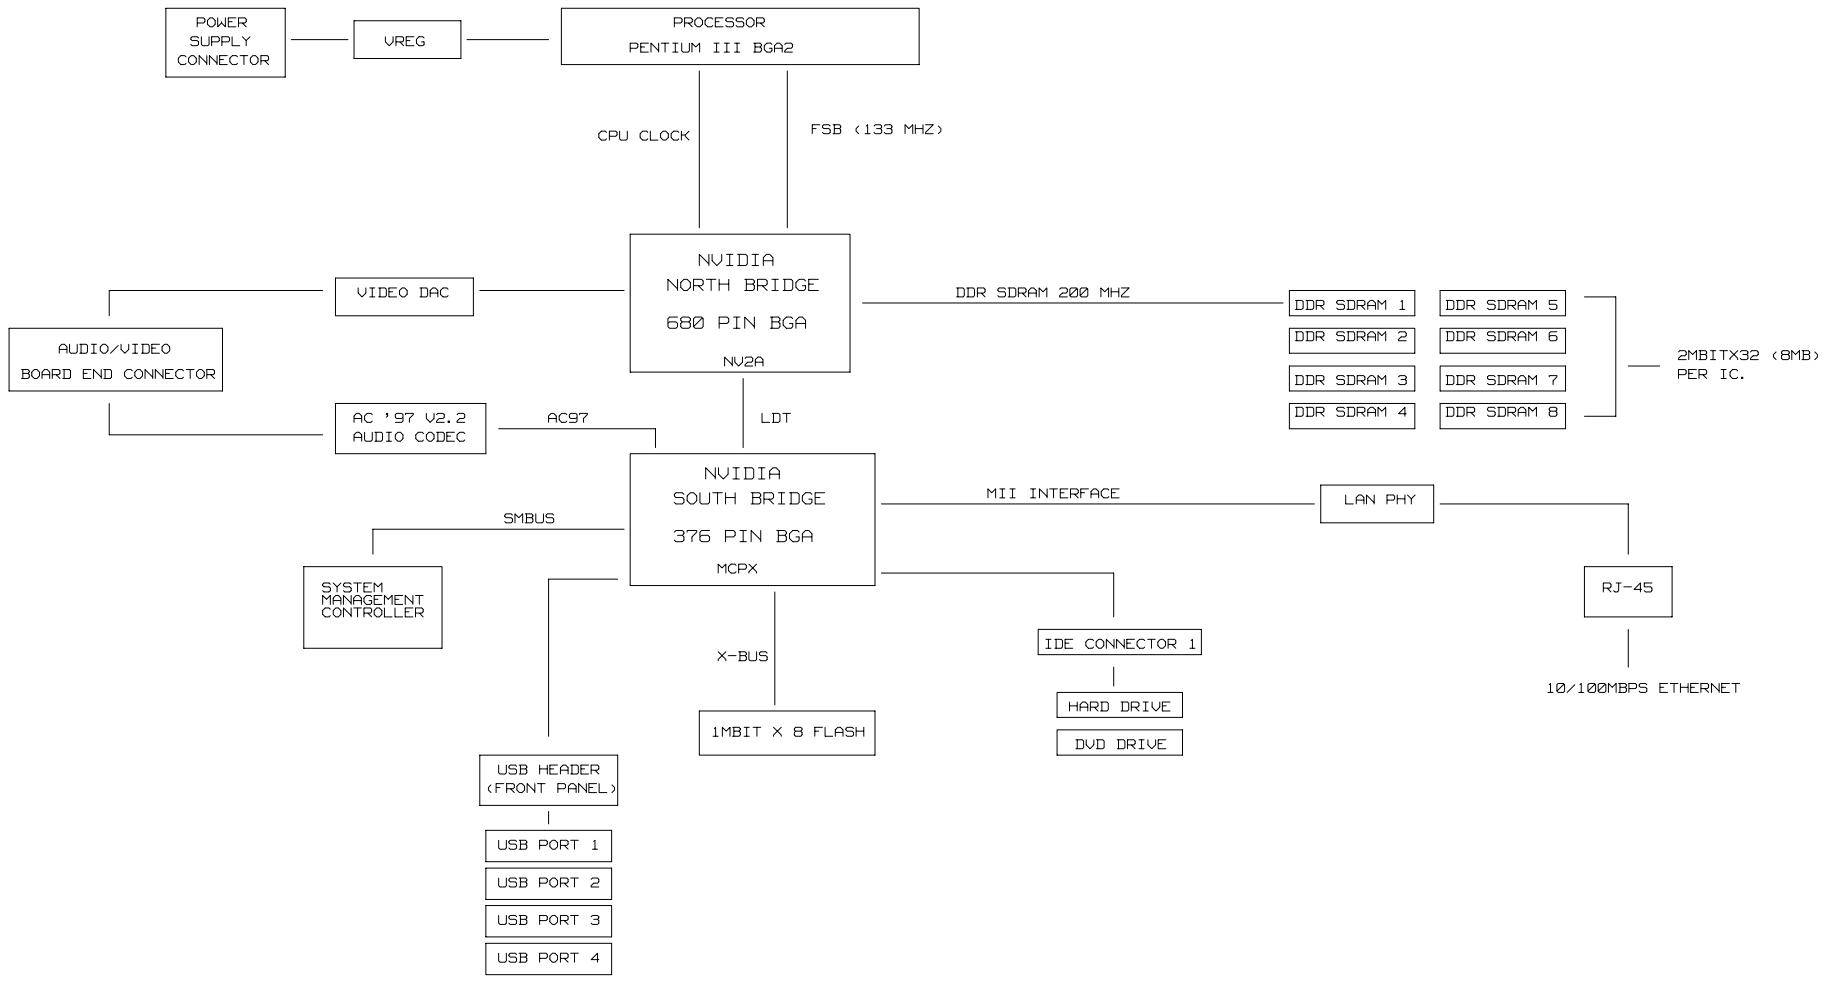 POWER
SUPPLY
CONNECTOR
VREG
PROCESSOR
PENTIUM III BGA2
CPU CLOCK
FSB (133 MHZ)
NVIDIA
NORTH BRIDGE
680 PIN BGA
NV2A
VIDEO DAC
AUDIO/VIDEO
BOARD END CONNECTOR
DDR SDRAM 200 MHZ
DDR SDRAM 1
DDR SDRAM 5
DDR SDRAM 2
DDR SDRAM 6
DDR SDRAM 3
DDR SDRAM 7
DDR SDRAM 4
DDR SDRAM 8
2MBITX32 (8MB)
PER IC.
AC '97 V2.2
AUDIO CODEC
AC97
LDT
NVIDIA
SOUTH BRIDGE
376 PIN BGA
MCPX
MII INTERFACE
LAN PHY
SMBUS
SYSTEM
MANAGEMENT
CONTROLLER
RJ-45
10/100MBPS ETHERNET
X-BUS
IDE CONNECTOR 1
HARD DRIVE
DVD DRIVE
1MBIT X 8 FLASH
USB HEADER
(FRONT PANEL)
USB PORT 1
USB PORT 2
USB PORT 3
USB PORT 4